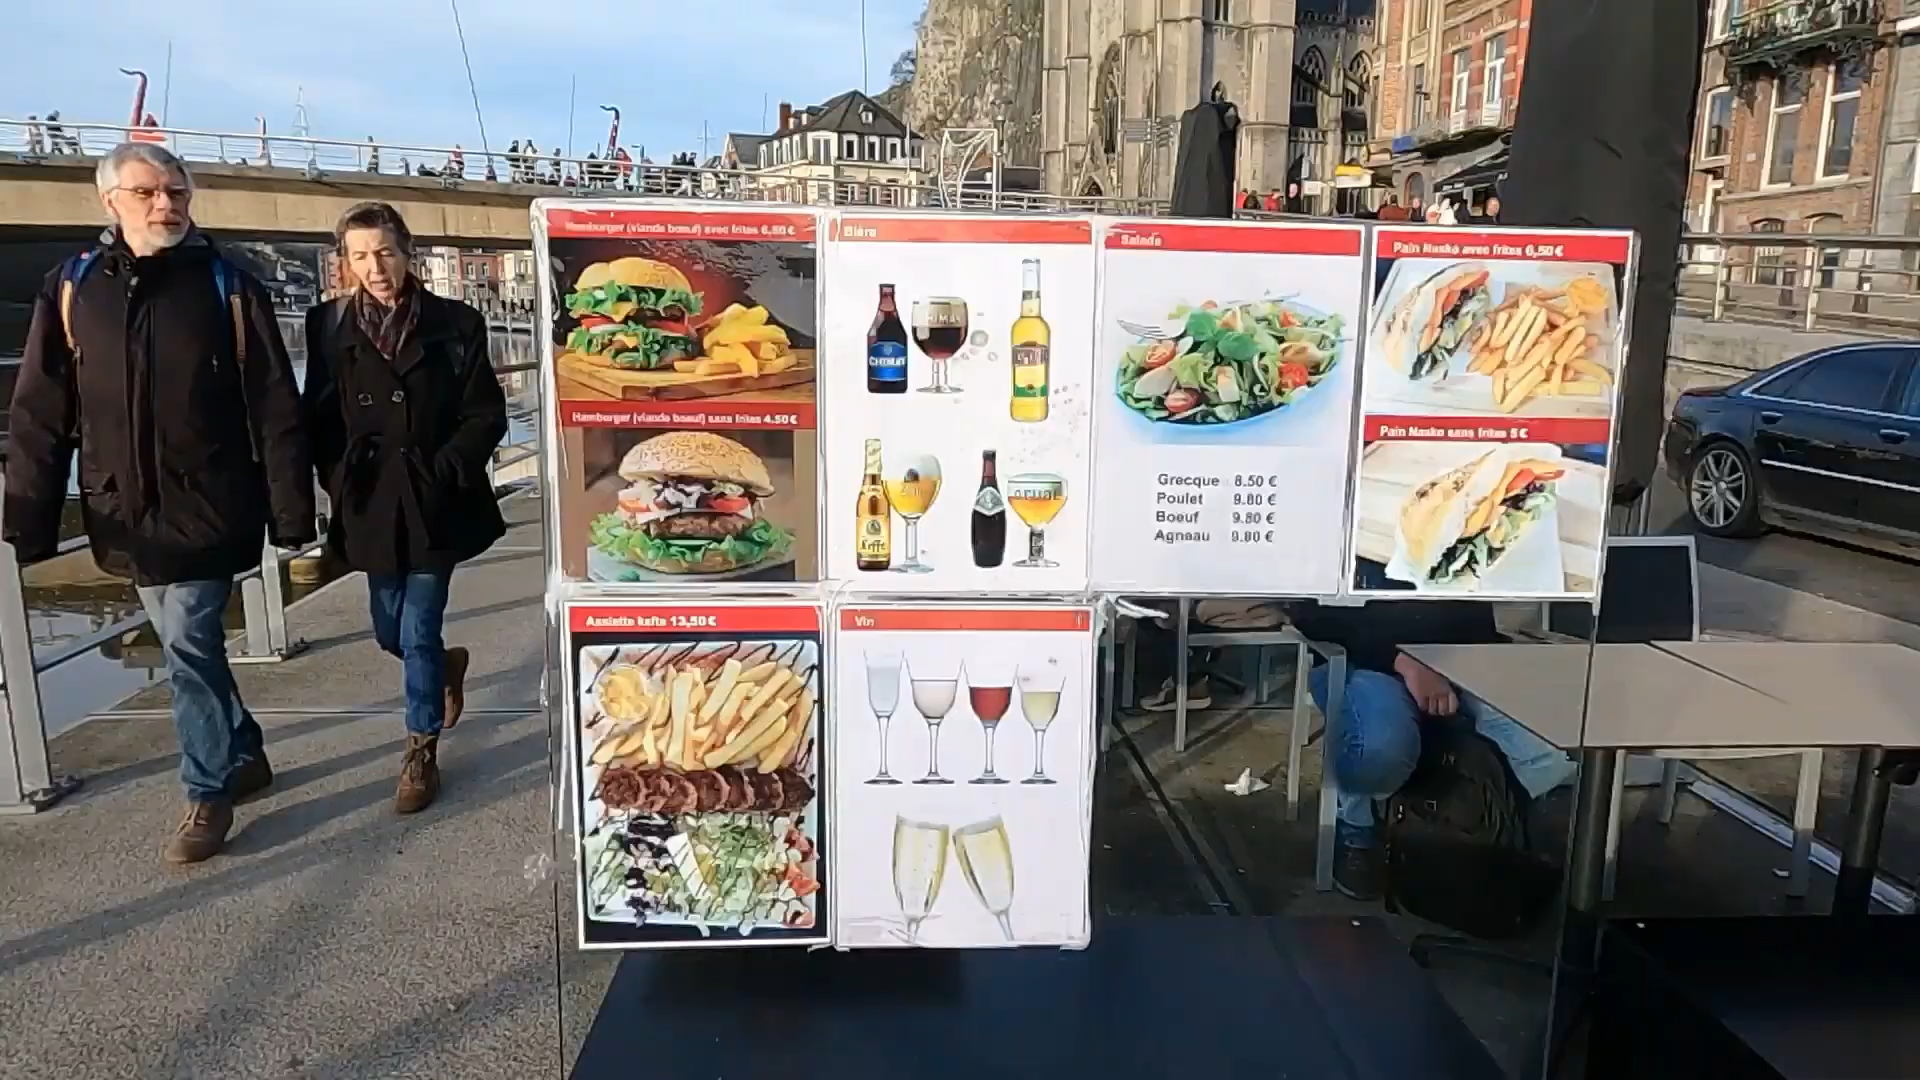 Hamburger (viande bœuf) avec frites 6,50 €
Bière
Salade
Pain Nasko avec frites 6,50 €
CHIMAY
Hamburger (viande boeuf) sans frites 4.50 €
Pain Nasko sans frites 5 €
Leffe
ORVAL
Grecque 8.50 €
Poulet 9.80 €
Boeuf 9.80 €
Agneau 9.80 €
Assiette kefta 13,50 €
Vin